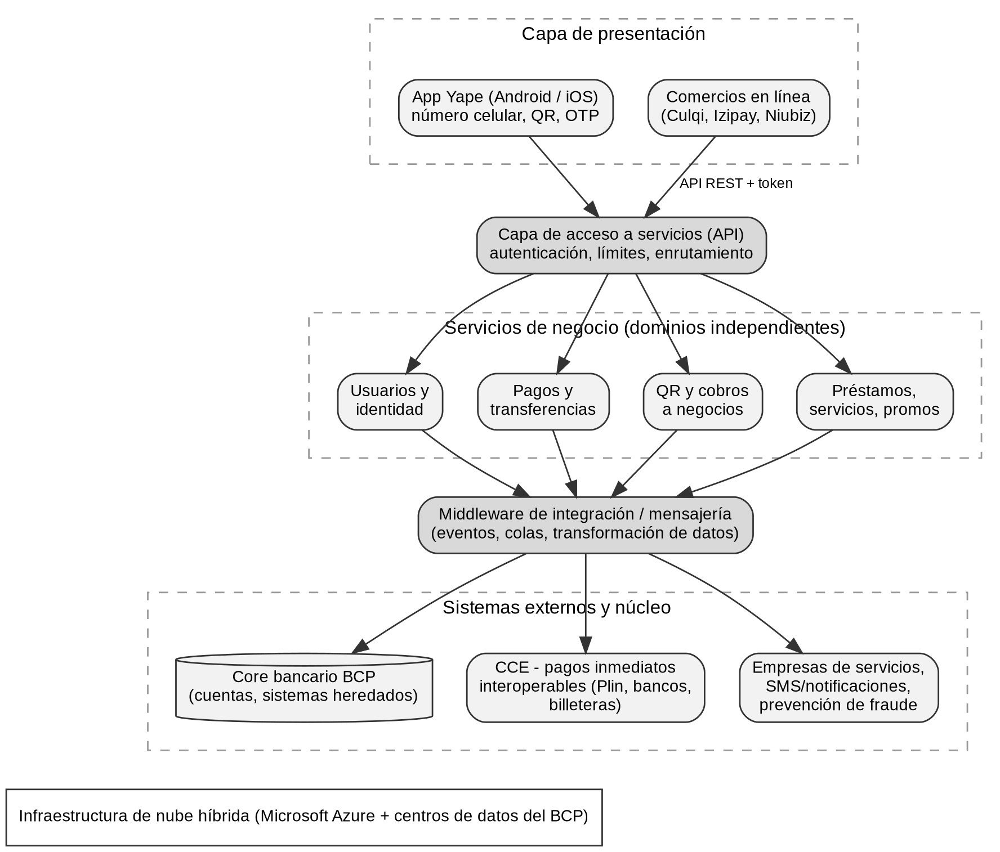 Capa de presentación
App Yape (Android / iOS)
número celular, QR, OTP
Comercios en línea
(Culqi, Izipay, Niubiz)
API REST + token
Capa de acceso a servicios (API)
autenticación, límites, enrutamiento
Servicios de negocio (dominios independientes)
Usuarios y
identidad
Pagos y
transferencias
QR y cobros
a negocios
Préstamos,
servicios, promos
Middleware de integración / mensajería
(eventos, colas, transformación de datos)
Sistemas externos y núcleo
Core bancario BCP
(cuentas, sistemas heredados)
CCE - pagos inmediatos
interoperables (Plin, bancos,
billeteras)
Empresas de servicios,
SMS/notificaciones,
prevención de fraude
Infraestructura de nube híbrida (Microsoft Azure + centros de datos del BCP)